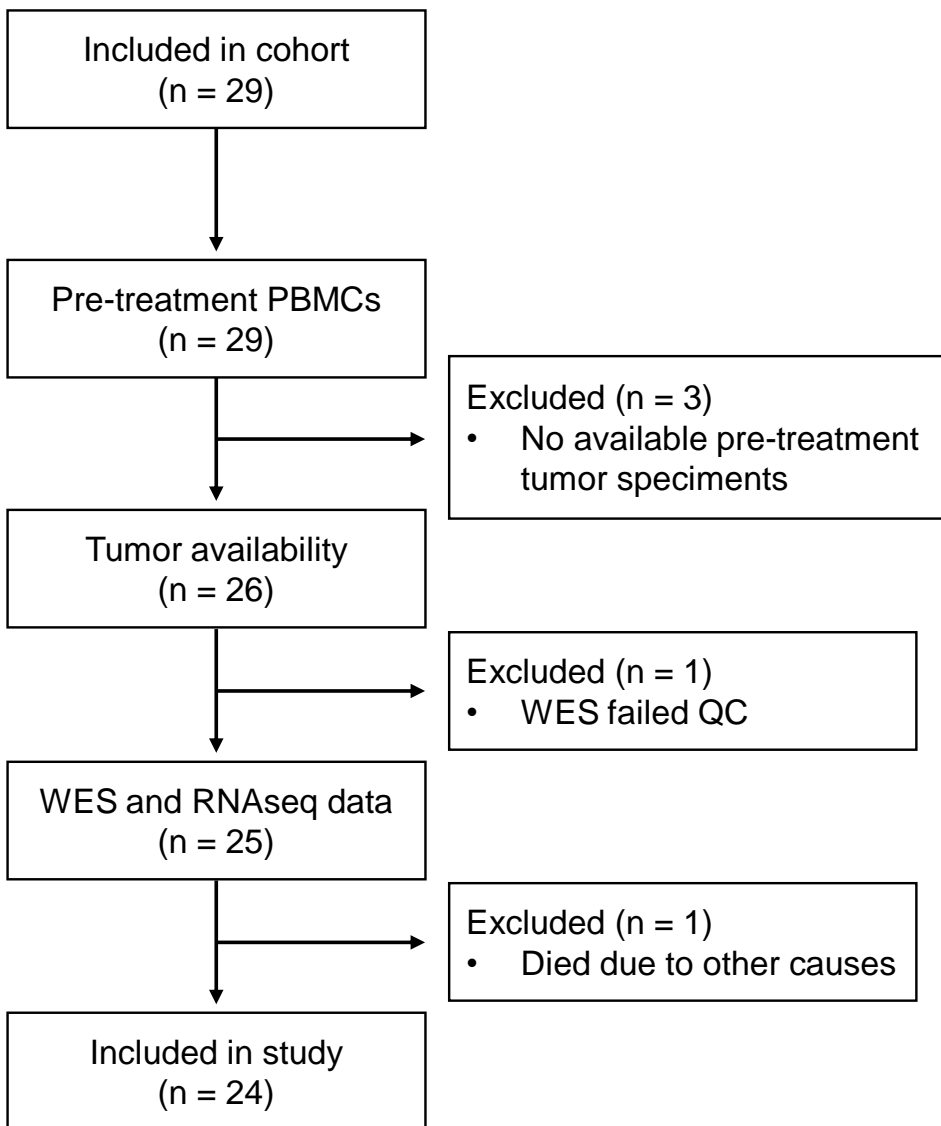 Included in cohort
(n = 29)
Pre-treatment PBMCs
(n = 29)
Excluded (n = 3)
• No available pre-treatment
tumor speciments
Tumor availability
(n = 26)
Excluded (n = 1)
• WES failed QC
WES and RNAseq data
(n = 25)
Excluded (n = 1)
• Died due to other causes
Included in study
(n = 24)